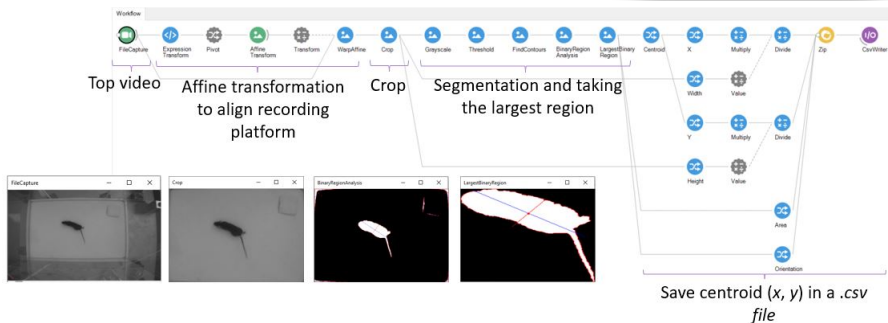 Workflow
FileCapture
Expression Transform
Pivot
Affine Transform
Transform
WarpAffine
Crop
Grayscale
Threshold
FindContours
BinaryRegion Analysis
LargestBinary Region
Centroid
X
Multiply
Divide
Zip
CsvWriter
Width
Value
Y
Multiply
Divide
Height
Value
Area
Orientation
Top video
Affine transformation
to align recording
platform
Crop
Segmentation and taking
the largest region
FileCapture
Crop
BinaryRegionAnalysis
LargestBinaryRegion
Save centroid (x, y) in a .csv
file